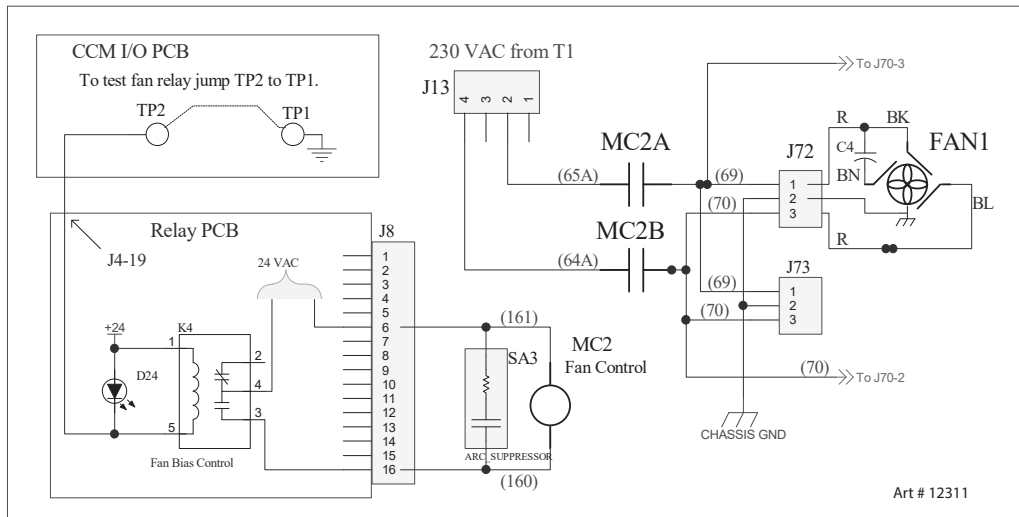 CCM I/O PCB
To test fan relay jump TP2 to TP1.
TP2
TP1
230 VAC from T1
J13
4
3
2
1
To J70-3
MC2A
(65A)
(69)
J72
1
2
3
R
BK
C4
BN
FAN1
BL
R
(70)
MC2B
(64A)
J73
(69)
1
2
3
(70)
(70)
To J70-2
CHASSIS GND
J4-19
Relay PCB
24 VAC
J8
1
2
3
4
5
6
7
8
9
10
11
12
13
14
15
16
+24
K4
1
2
D24
4
3
5
Fan Bias Control
(161)
SA3
MC2
Fan Control
ARC_SUPPRESSOR
(160)
Art # 12311